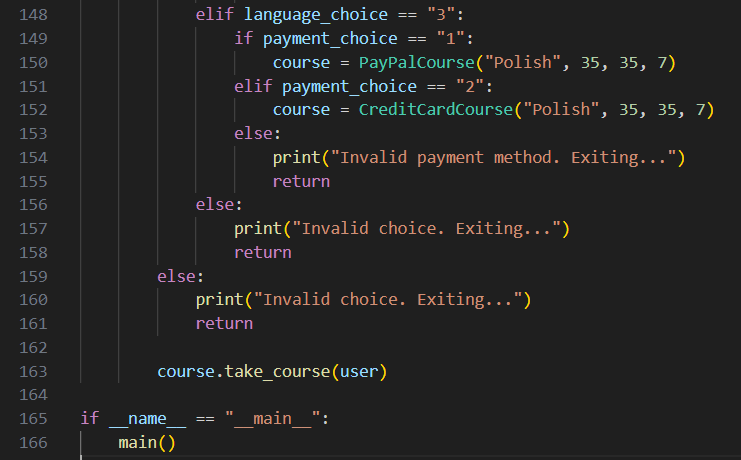 148 elif language_choice == "3":
149 if payment_choice == "1":
150 course = PayPalCourse("Polish", 35, 35, 7)
151 elif payment_choice == "2":
152 course = CreditCardCourse("Polish", 35, 35, 7)
153 else:
154 print("Invalid payment method. Exiting...")
155 return
156 else:
157 print("Invalid choice. Exiting...")
158 return
159 else:
160 print("Invalid choice. Exiting...")
161 return
162
163 course.take_course(user)
164
165 if __name__ == "__main__":
166 main()